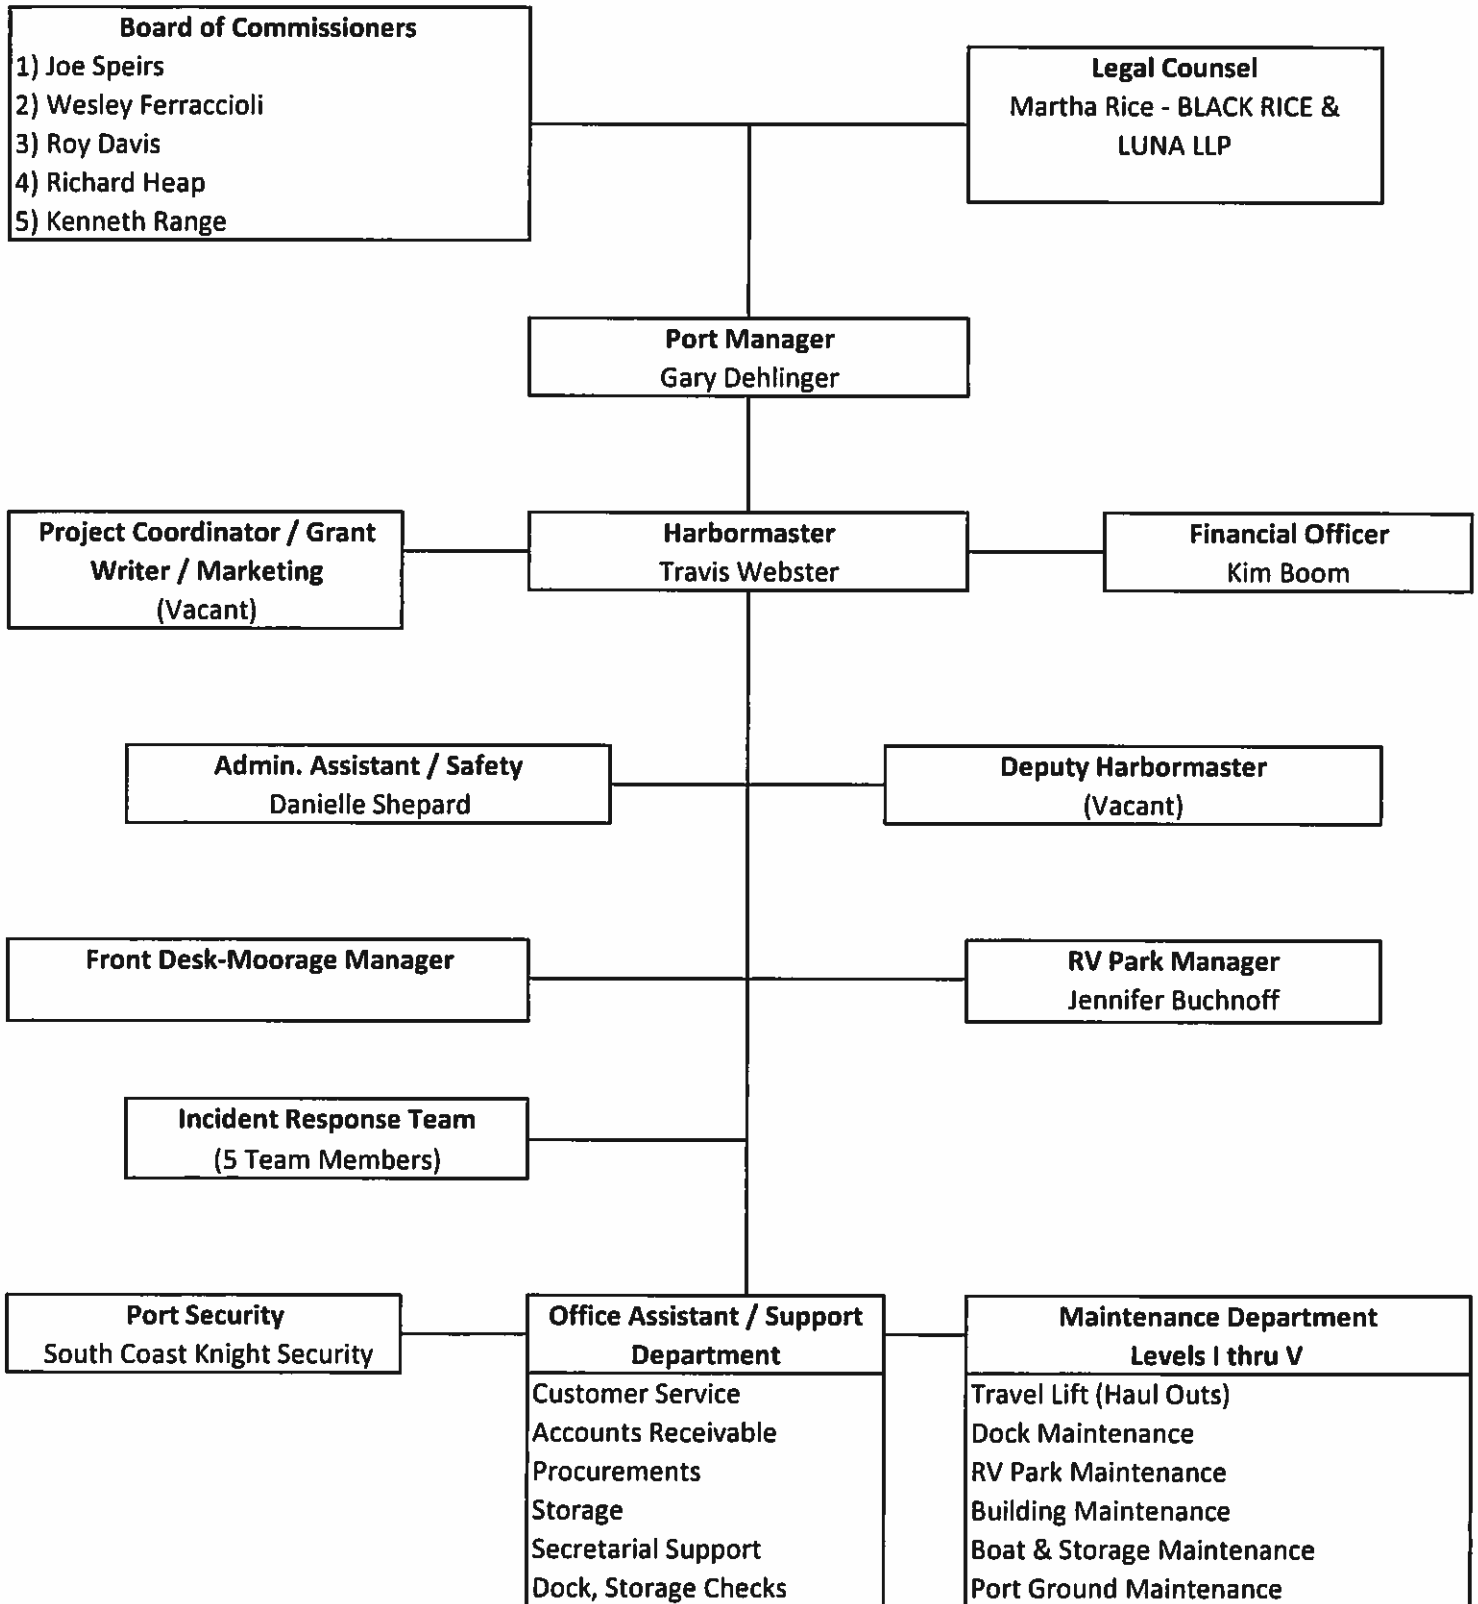 Board of Commissioners
1) Joe Speirs
2) Wesley Ferraccioli
3) Roy Davis
4) Richard Heap
5) Kenneth Range
Legal Counsel
Martha Rice - BLACK RICE &
LUNA LLP
Port Manager
Gary Dehlinger
Project Coordinator / Grant
Writer / Marketing
(Vacant)
Harbormaster
Travis Webster
Financial Officer
Kim Boom
Admin. Assistant / Safety
Danielle Shepard
Deputy Harbormaster
(Vacant)
Front Desk-Moorage Manager
RV Park Manager
Jennifer Buchnoff
Incident Response Team
(5 Team Members)
Port Security
South Coast Knight Security
Office Assistant / Support
Department
Customer Service
Accounts Receivable
Procurements
Storage
Secretarial Support
Dock, Storage Checks
Maintenance Department
Levels I thru V
Travel Lift (Haul Outs)
Dock Maintenance
RV Park Maintenance
Building Maintenance
Boat & Storage Maintenance
Port Ground Maintenance